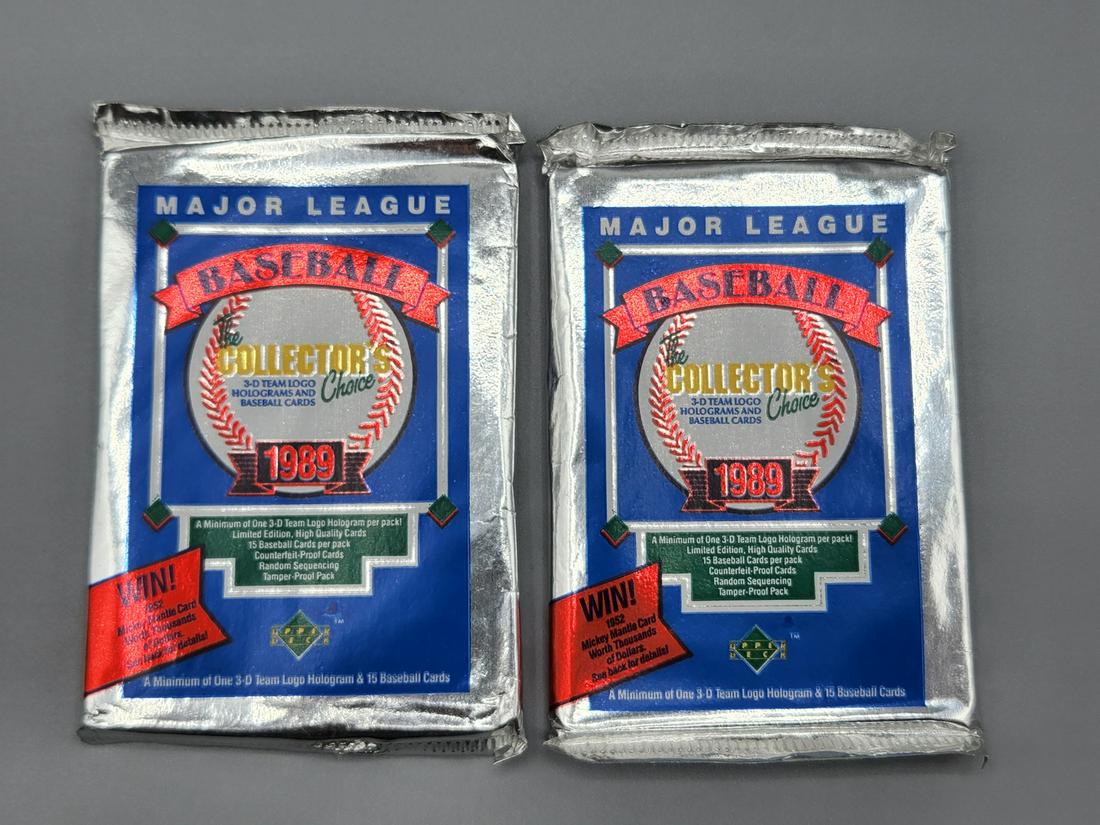 MAJOR LEAGUE
BASEBALL
The
COLLECTOR'S
Choice
3-D TEAM LOGO
HOLOGRAMS AND
BASEBALL CARDS
1989
A Minimum of One 3-D Team Logo Hologram per pack!
Limited Edition, High Quality Cards
15 Baseball Cards per pack
Counterfeit-Proof Cards
Random Sequencing
Tamper-Proof Pack
WIN!
1952
Mickey Mantle Card
Worth Thousands
of Dollars.
See back for details!
UPPER
DECK
TM
A Minimum of One 3-D Team Logo Hologram & 15 Baseball Cards
MAJOR LEAGUE
BASEBALL
The
COLLECTOR'S
Choice
3-D TEAM LOGO
HOLOGRAMS AND
BASEBALL CARDS
1989
A Minimum of One 3-D Team Logo Hologram per pack!
Limited Edition, High Quality Cards
15 Baseball Cards per pack
Counterfeit-Proof Cards
Random Sequencing
Tamper-Proof Pack
WIN!
1952
Mickey Mantle Card
Worth Thousands
of Dollars.
See back for details!
UPPER
DECK
TM
A Minimum of One 3-D Team Logo Hologram & 15 Baseball Cards